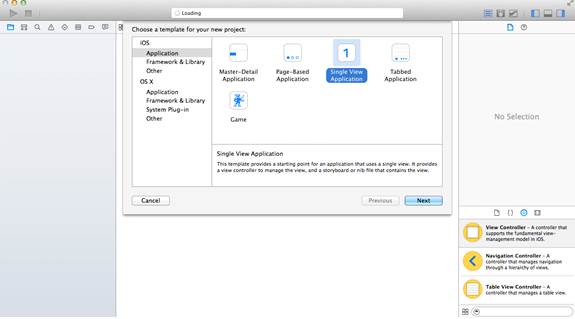 Loading
Choose a template for your new project:
iOS
Application
Framework & Library
Other
OS X
Application
Framework & Library
System Plug-in
Other
Master-Detail
Application
Page-Based
Application
1
Single View
Application
Tabbed
Application
Game
Single View Application
This template provides a starting point for an application that uses a single view. It provides
a view controller to manage the view, and a storyboard or nib file that contains the view.
Cancel
Previous
Next
No Selection
{ }
View Controller - A controller that
supports the fundamental view-
management model in iOS.
Navigation Controller - A
controller that manages navigation
through a hierarchy of views.
Table View Controller - A
controller that manages a table view.